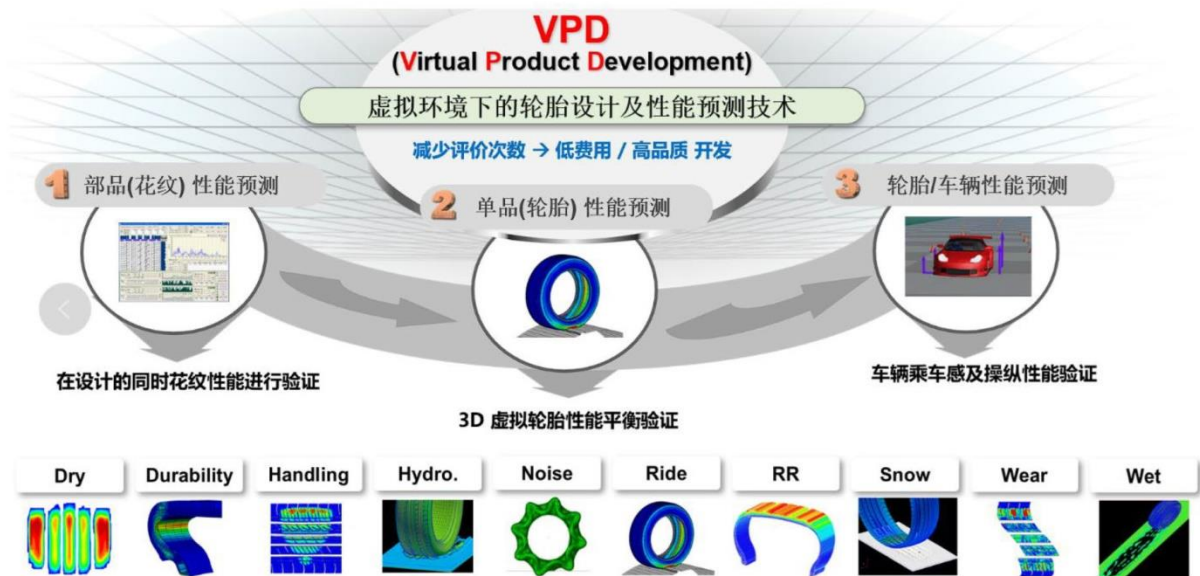 VPD
(Virtual Product Development)
虚拟环境下的轮胎设计及性能预测技术
减少评价次数 → 低费用 / 高品质 开发
1 部品(花纹) 性能预测
2 单品(轮胎) 性能预测
3 轮胎/车辆性能预测
在设计的同时花纹性能进行验证
3D 虚拟轮胎性能平衡验证
车辆乘车感及操纵性能验证
Dry Durability Handling Hydro. Noise Ride RR Snow Wear Wet